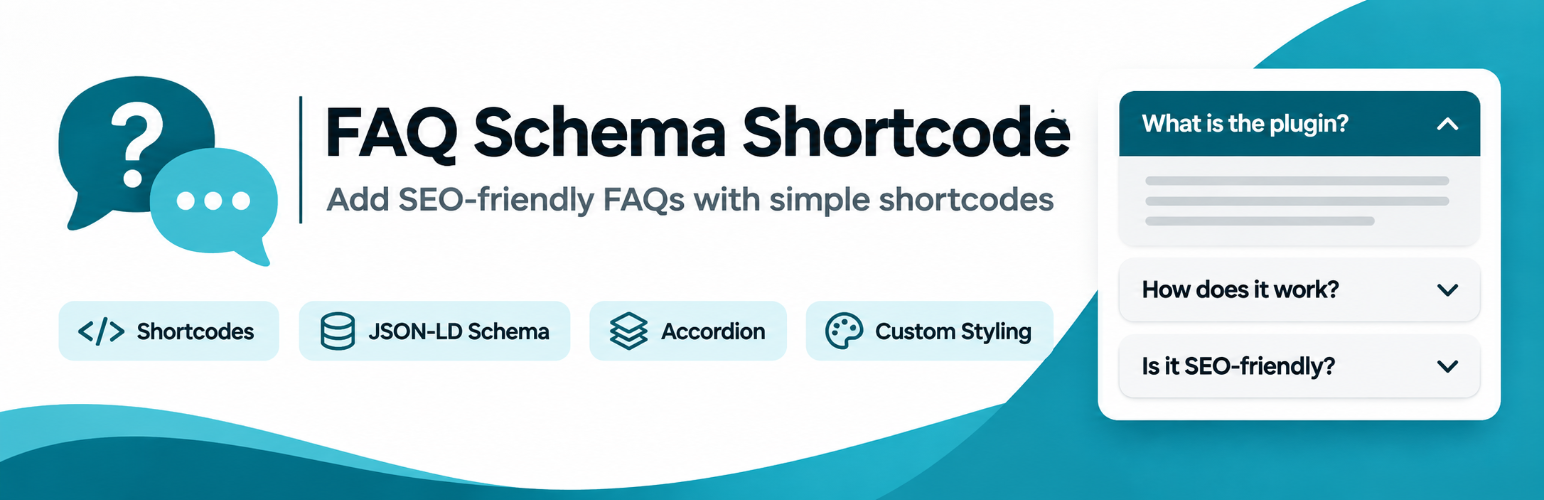 ?
FAQ Schema Shortcode
Add SEO-friendly FAQs with simple shortcodes
</> Shortcodes
JSON-LD Schema
Accordion
Custom Styling
What is the plugin?
How does it work?
Is it SEO-friendly?